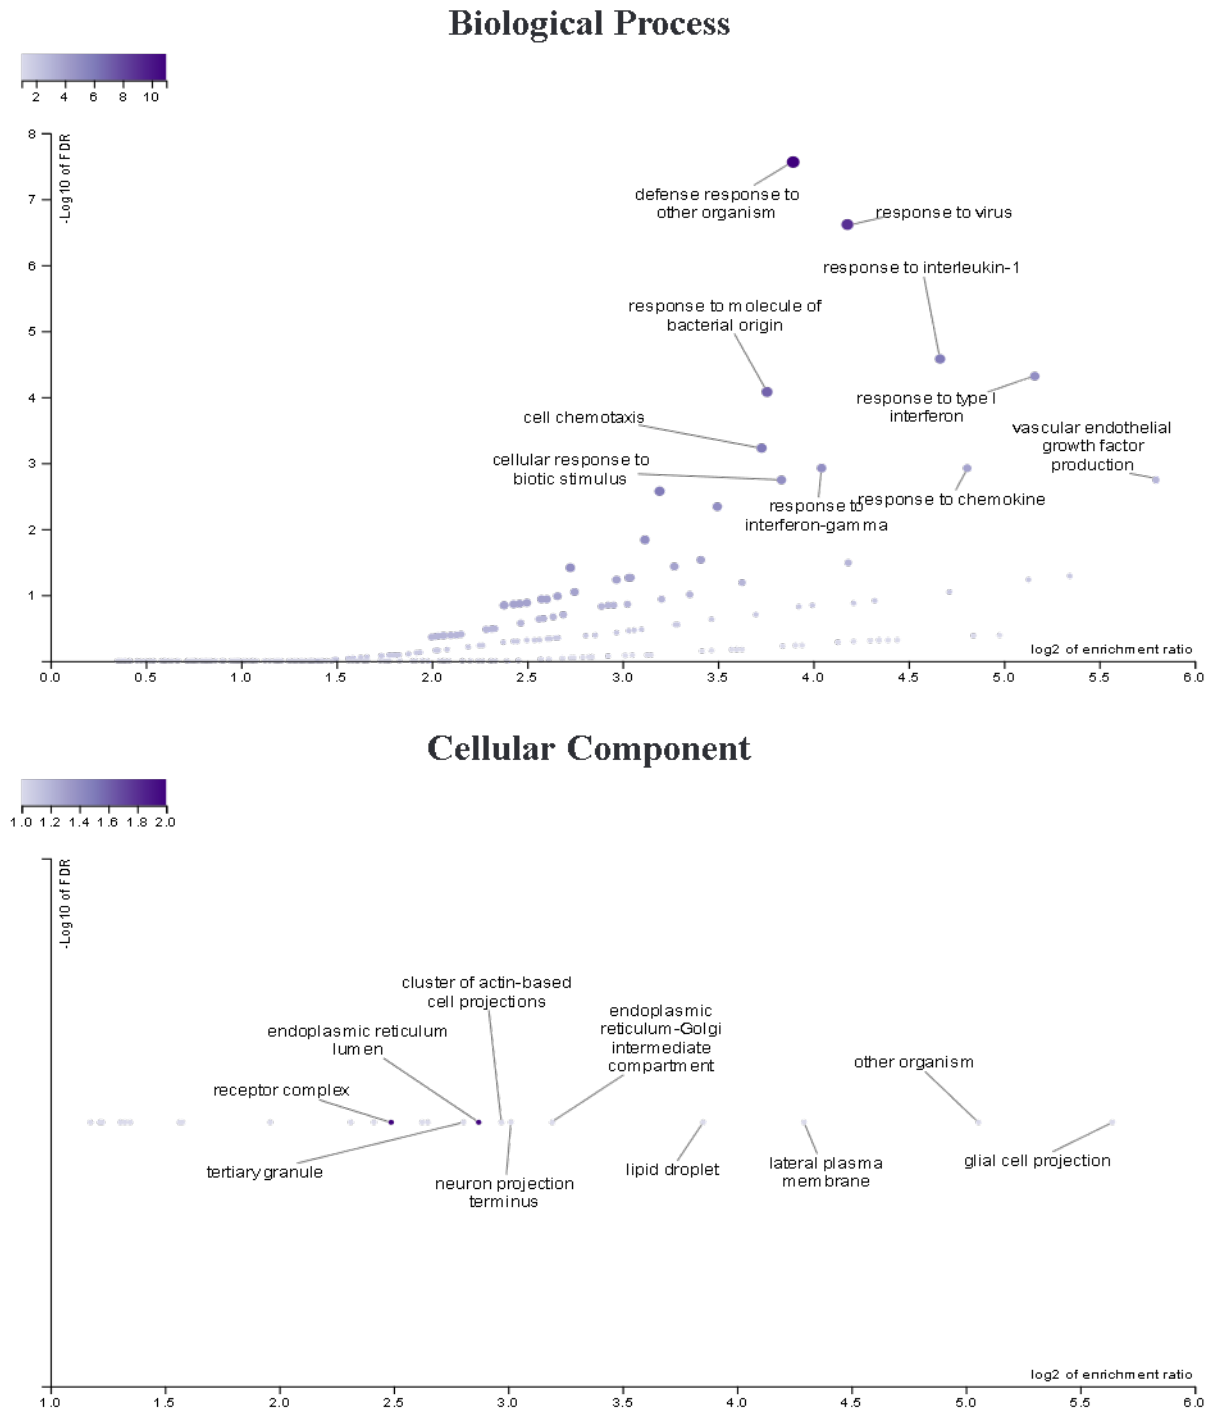 Biological Process
2 4 6 8 10
-Log10 of FDR
8
7
6
5
4
3
2
1
defense response to
other organism
response to virus
response to interleukin-1
response to molecule of
bacterial origin
response to type I
interferon
cell chemotaxis
vascular endothelial
growth factor
production
cellular response to
biotic stimulus
response to
interferon-gamma
response to chemokine
log2 of enrichment ratio
0.0 0.5 1.0 1.5 2.0 2.5 3.0 3.5 4.0 4.5 5.0 5.5 6.0
Cellular Component
1.0 1.2 1.4 1.6 1.8 2.0
-Log10 of FDR
cluster of actin-based
cell projections
endoplasmic
reticulum-Golgi
intermediate
compartment
endoplasmic reticulum
lumen
other organism
receptor complex
tertiary granule
neuron projection
terminus
lipid droplet
lateral plasma
membrane
glial cell projection
log2 of enrichment ratio
1.0 1.5 2.0 2.5 3.0 3.5 4.0 4.5 5.0 5.5 6.0